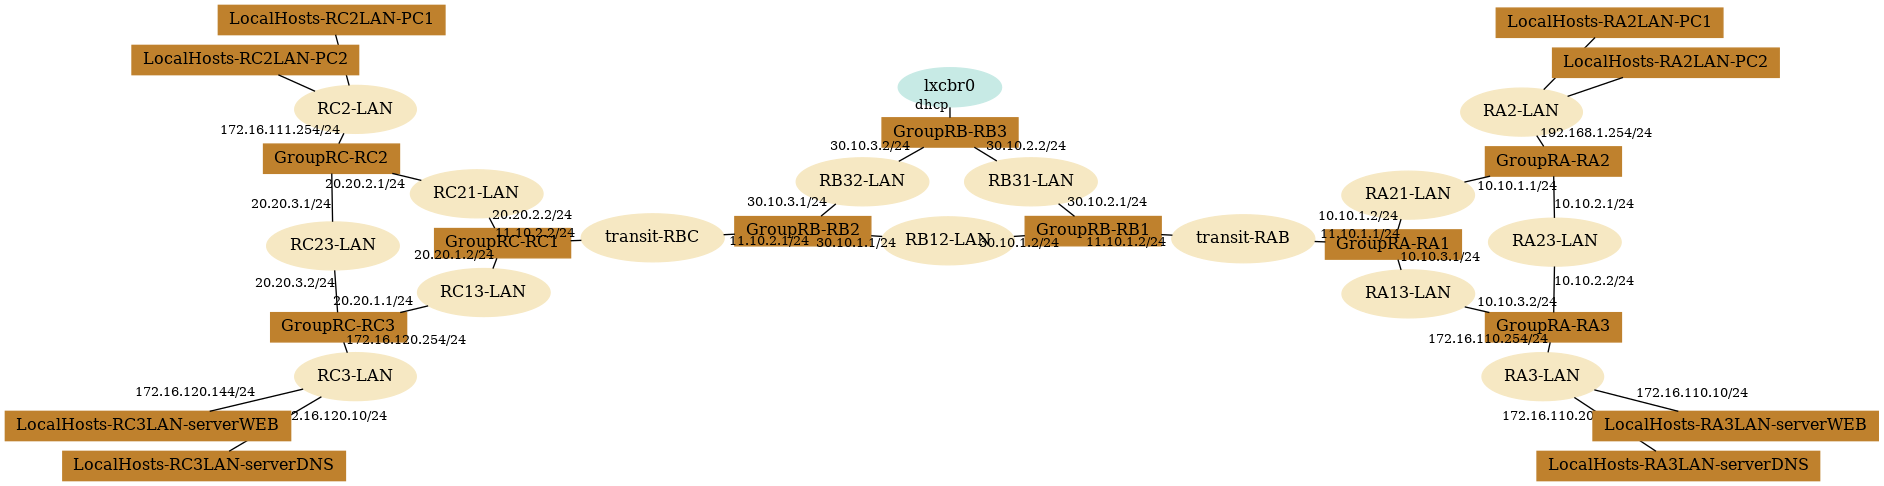 LocalHosts-RC2LAN-PC1
LocalHosts-RC2LAN-PC2
RC2-LAN
172.16.111.254/24
GroupRC-RC2
20.20.2.1/24
RC21-LAN
20.20.3.1/24
20.20.2.2/24
RC23-LAN
GroupRC-RC1
11.10.2.2/24
20.20.1.2/24
20.20.3.2/24
RC13-LAN
20.20.1.1/24
GroupRC-RC3
172.16.120.254/24
RC3-LAN
172.16.120.144/24
2.16.120.10/24
LocalHosts-RC3LAN-serverWEB
LocalHosts-RC3LAN-serverDNS
transit-RBC
lxcbr0
dhcp
GroupRB-RB3
30.10.3.2/24
30.10.2.2/24
RB32-LAN
RB31-LAN
30.10.3.1/24
30.10.2.1/24
GroupRB-RB2
11.10.2.1/24
30.10.1.1/24
RB12-LAN
30.10.1.2/24
GroupRB-RB1
11.10.1.2/24
transit-RAB
LocalHosts-RA2LAN-PC1
LocalHosts-RA2LAN-PC2
RA2-LAN
192.168.1.254/24
GroupRA-RA2
10.10.1.1/24
RA21-LAN
10.10.2.1/24
10.10.1.2/24
11.10.1.1/24
GroupRA-RA1
RA23-LAN
10.10.3.1/24
10.10.2.2/24
RA13-LAN
10.10.3.2/24
GroupRA-RA3
172.16.110.254/24
RA3-LAN
172.16.110.10/24
172.16.110.20
LocalHosts-RA3LAN-serverWEB
LocalHosts-RA3LAN-serverDNS